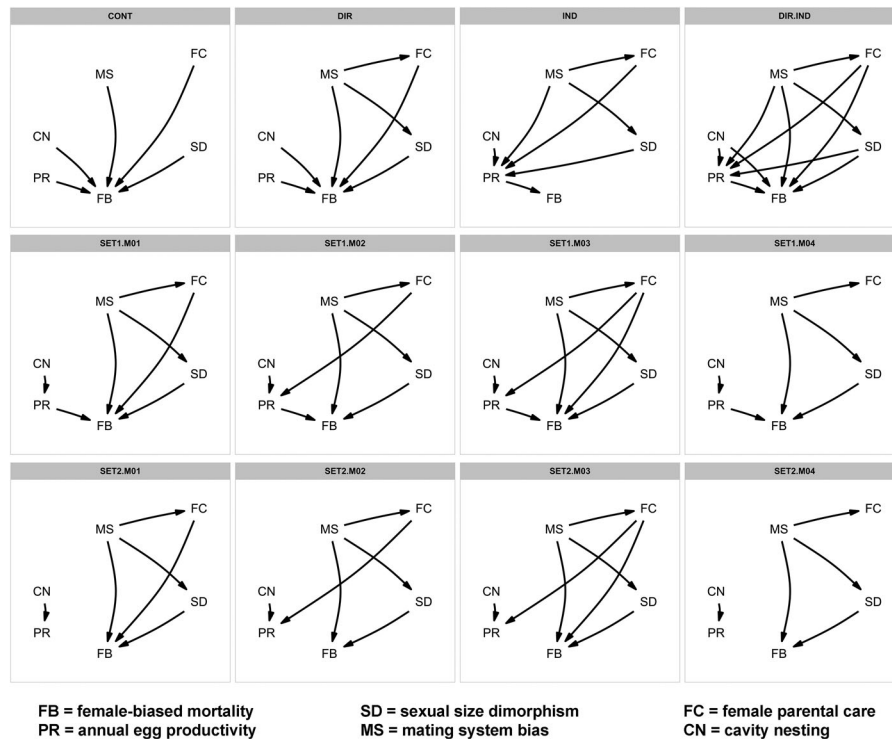 CONT DIR IND DIR.IND
FC FC FC FC
MS MS MS MS
CN CN CN CN
SD SD SD SD
PR PR PR PR
FB FB FB FB
SET1.M01 SET1.M02 SET1.M03 SET1.M04
FC FC FC FC
MS MS MS MS
CN CN CN CN
SD SD SD SD
PR PR PR PR
FB FB FB FB
SET2.M01 SET2.M02 SET2.M03 SET2.M04
FC FC FC FC
MS MS MS MS
CN CN CN CN
SD SD SD SD
PR PR PR PR
FB FB FB FB
FB = female-biased mortality SD = sexual size dimorphism FC = female parental care
PR = annual egg productivity MS = mating system bias CN = cavity nesting